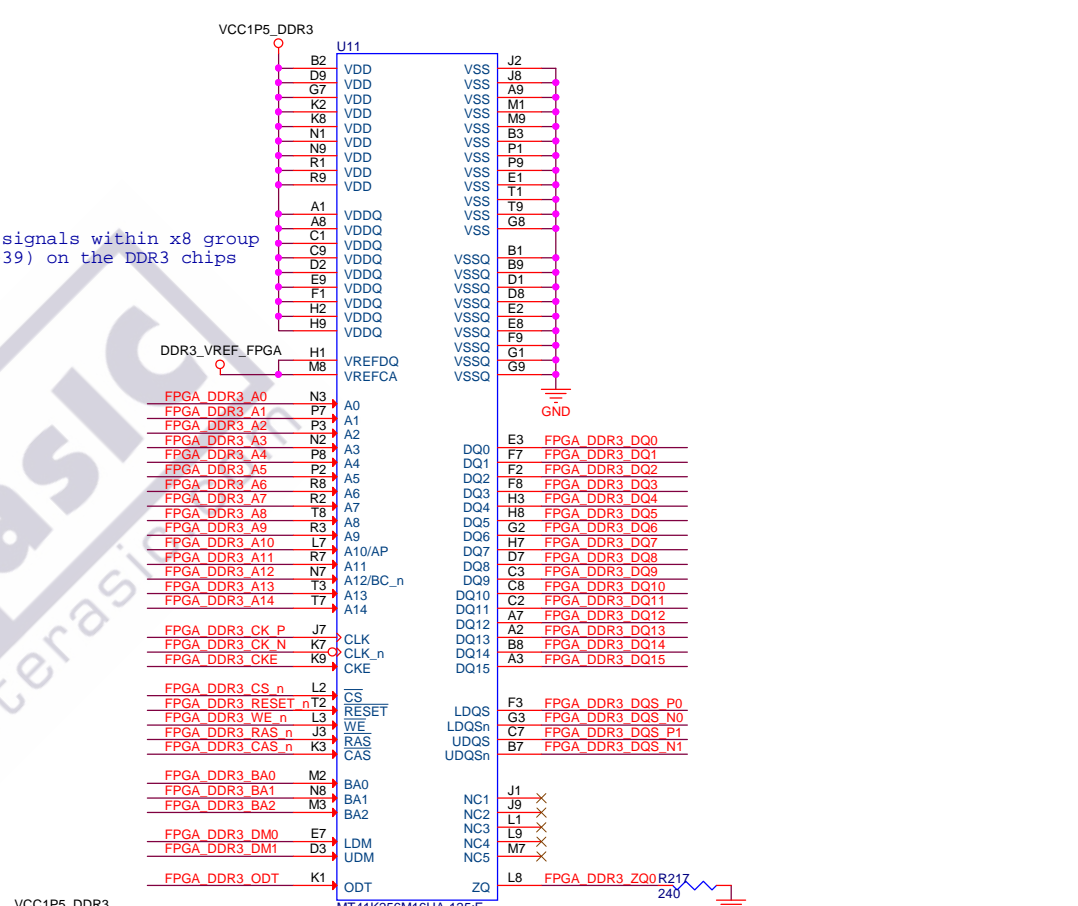 VCC1P5_DDR3
U11
B2 VDD VSS J2
D9 VDD VSS J8
G7 VDD VSS A9
K2 VDD VSS M1
K8 VDD VSS M9
N1 VDD VSS B3
N9 VDD VSS P1
R1 VDD VSS P9
R9 VDD VSS E1
VSS T1
A1 VDDQ VSS T9
A8 VDDQ VSS G8
C1 VDDQ
signals within x8 group
C9 VDDQ VSSQ B1
39) on the DDR3 chips
D2 VDDQ VSSQ B9
E9 VDDQ VSSQ D1
F1 VDDQ VSSQ D8
H2 VDDQ VSSQ E2
H9 VDDQ VSSQ E8
VSSQ F9
DDR3_VREF_FPGA
H1 VREFDQ VSSQ G1
M8 VREFCA VSSQ G9
GND
FPGA_DDR3_A0 N3 A0
FPGA_DDR3_A1 P7 A1
FPGA_DDR3_A2 P3 A2
FPGA_DDR3_A3 N2 A3 DQ0 E3 FPGA_DDR3_DQ0
FPGA_DDR3_A4 P8 A4 DQ1 F7 FPGA_DDR3_DQ1
FPGA_DDR3_A5 P2 A5 DQ2 F2 FPGA_DDR3_DQ2
FPGA_DDR3_A6 R8 A6 DQ3 F8 FPGA_DDR3_DQ3
FPGA_DDR3_A7 R2 A7 DQ4 H3 FPGA_DDR3_DQ4
FPGA_DDR3_A8 T8 A8 DQ5 H8 FPGA_DDR3_DQ5
FPGA_DDR3_A9 R3 A9 DQ6 G2 FPGA_DDR3_DQ6
FPGA_DDR3_A10 L7 A10/AP DQ7 H7 FPGA_DDR3_DQ7
FPGA_DDR3_A11 R7 A11 DQ8 D7 FPGA_DDR3_DQ8
FPGA_DDR3_A12 N7 A12/BC_n DQ9 C3 FPGA_DDR3_DQ9
FPGA_DDR3_A13 T3 A13 DQ10 C8 FPGA_DDR3_DQ10
FPGA_DDR3_A14 T7 A14 DQ11 C2 FPGA_DDR3_DQ11
DQ12 A7 FPGA_DDR3_DQ12
FPGA_DDR3_CK_P J7 CLK DQ13 A2 FPGA_DDR3_DQ13
FPGA_DDR3_CK_N K7 CLK_n DQ14 B8 FPGA_DDR3_DQ14
FPGA_DDR3_CKE K9 CKE DQ15 A3 FPGA_DDR3_DQ15
FPGA_DDR3_CS_n L2 CS
FPGA_DDR3_RESET_n T2 RESET LDQS F3 FPGA_DDR3_DQS_P0
FPGA_DDR3_WE_n L3 WE LDQSn G3 FPGA_DDR3_DQS_N0
FPGA_DDR3_RAS_n J3 RAS UDQS C7 FPGA_DDR3_DQS_P1
FPGA_DDR3_CAS_n K3 CAS UDQSn B7 FPGA_DDR3_DQS_N1
FPGA_DDR3_BA0 M2 BA0
FPGA_DDR3_BA1 N8 BA1 NC1 J1
FPGA_DDR3_BA2 M3 BA2 NC2 J9
NC3 L1
FPGA_DDR3_DM0 E7 LDM NC4 L9
FPGA_DDR3_DM1 D3 UDM NC5 M7
FPGA_DDR3_ODT K1 ODT ZQ L8 FPGA_DDR3_ZQ0 R217
240
VCC1P5_DDR3
MT41K256M16HA-125:E
asic
terasic